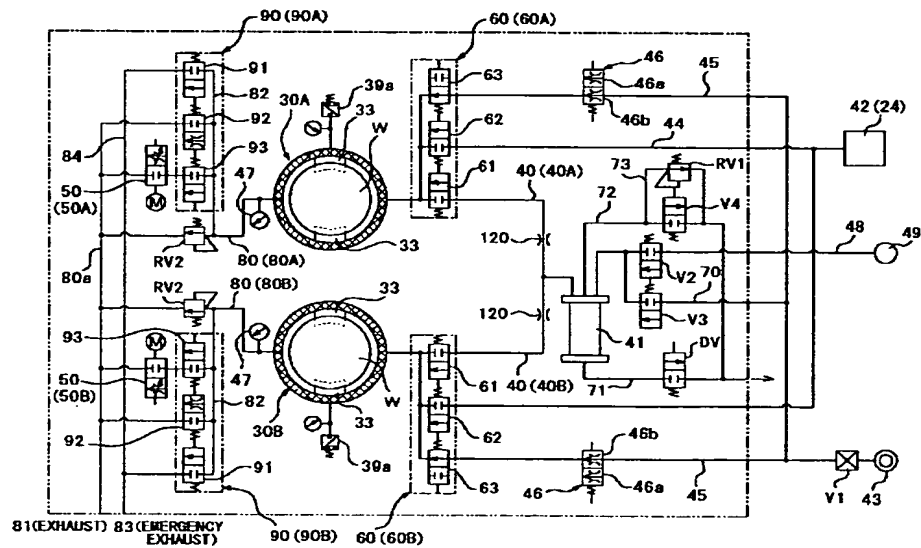 90 (90A)
60 (60A)
91
82
63
46
45
30A
39a
33
W
46a
46b
42 (24)
92
62
44
84
93
47
61
40 (40A)
73
RV1
72
V4
50
(50A)
M
RV2
80 (80A)
33
120
48
49
80a
RV2
80 (80B)
33
V2
70
120
41
V3
M
93
47
W
61
40 (40B)
DV
71
50
(50B)
82
30B
33
62
92
39a
46b
91
63
46
46a
45
V1
43
81 (EXHAUST)
83 (EMERGENCY
EXHAUST)
90 (90B)
60 (60B)